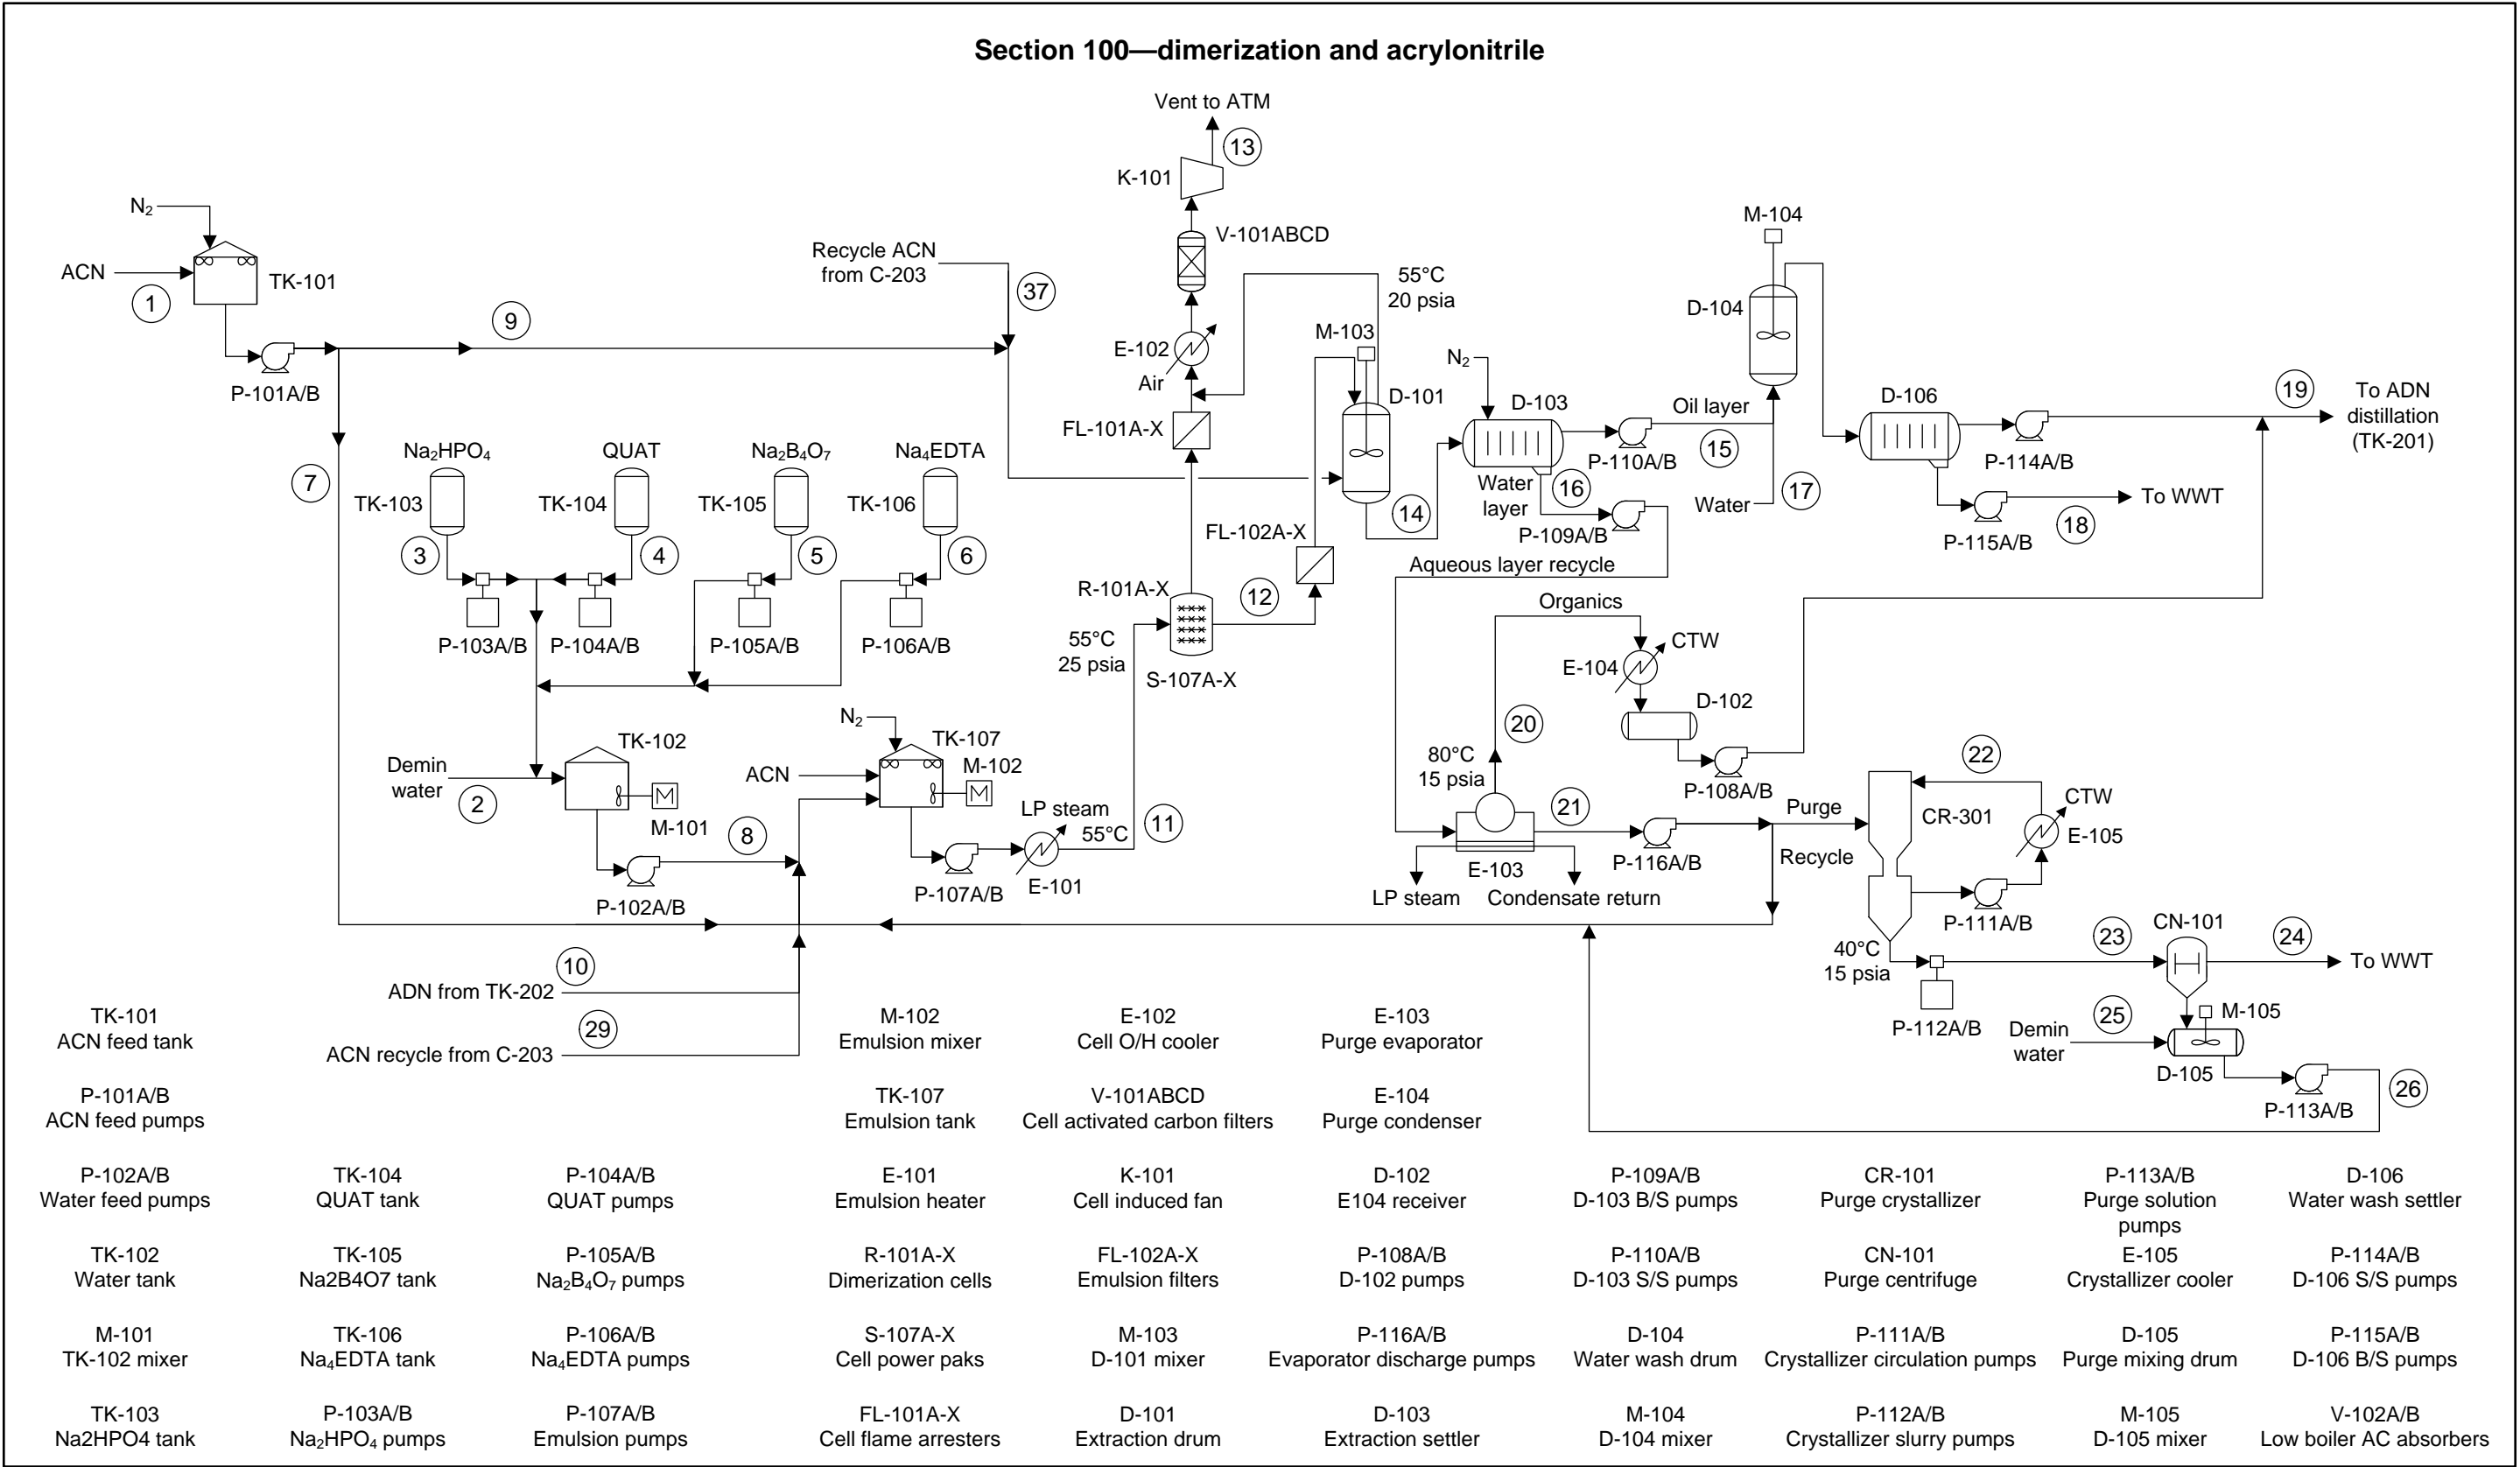 Section 100—dimerization and acrylonitrile
Vent to ATM
13
K-101
N₂
ACN
1
TK-101
P-101A/B
9
Recycle ACN
from C-203
37
V-101ABCD
E-102
Air
FL-101A-X
55°C
20 psia
M-103
D-101
N₂
D-103
M-104
D-104
Oil layer
15
P-110A/B
Water
layer
16
14
P-109A/B
Water
17
D-106
P-114A/B
19
To ADN
distillation
(TK-201)
To WWT
18
P-115A/B
7
Na₂HPO₄
TK-103
3
P-103A/B
QUAT
TK-104
4
P-104A/B
Na₂B₄O₇
TK-105
5
P-105A/B
Na₄EDTA
TK-106
6
P-106A/B
FL-102A-X
Aqueous layer recycle
R-101A-X
12
55°C
25 psia
S-107A-X
Organics
CTW
E-104
D-102
20
80°C
15 psia
P-108A/B
Demin
water
2
TK-102
M
M-101
8
P-102A/B
N₂
ACN
TK-107
M-102
M
LP steam
55°C
11
P-107A/B
E-101
E-103
LP steam
Condensate return
21
P-116A/B
Purge
Recycle
22
CTW
CR-301
E-105
P-111A/B
40°C
15 psia
P-112A/B
23
CN-101
24
To WWT
Demin
water
25
M-105
D-105
P-113A/B
26
10
ADN from TK-202
29
ACN recycle from C-203
TK-101
ACN feed tank
M-102
Emulsion mixer
E-102
Cell O/H cooler
E-103
Purge evaporator
P-101A/B
ACN feed pumps
TK-107
Emulsion tank
V-101ABCD
Cell activated carbon filters
E-104
Purge condenser
P-102A/B
Water feed pumps
TK-104
QUAT tank
P-104A/B
QUAT pumps
E-101
Emulsion heater
K-101
Cell induced fan
D-102
E104 receiver
P-109A/B
D-103 B/S pumps
CR-101
Purge crystallizer
P-113A/B
Purge solution
pumps
D-106
Water wash settler
TK-102
Water tank
TK-105
Na2B4O7 tank
P-105A/B
Na₂B₄O₇ pumps
R-101A-X
Dimerization cells
FL-102A-X
Emulsion filters
P-108A/B
D-102 pumps
P-110A/B
D-103 S/S pumps
CN-101
Purge centrifuge
E-105
Crystallizer cooler
P-114A/B
D-106 S/S pumps
M-101
TK-102 mixer
TK-106
Na₄EDTA tank
P-106A/B
Na₄EDTA pumps
S-107A-X
Cell power paks
M-103
D-101 mixer
P-116A/B
Evaporator discharge pumps
D-104
Water wash drum
P-111A/B
Crystallizer circulation pumps
D-105
Purge mixing drum
P-115A/B
D-106 B/S pumps
TK-103
Na2HPO4 tank
P-103A/B
Na₂HPO₄ pumps
P-107A/B
Emulsion pumps
FL-101A-X
Cell flame arresters
D-101
Extraction drum
D-103
Extraction settler
M-104
D-104 mixer
P-112A/B
Crystallizer slurry pumps
M-105
D-105 mixer
V-102A/B
Low boiler AC absorbers